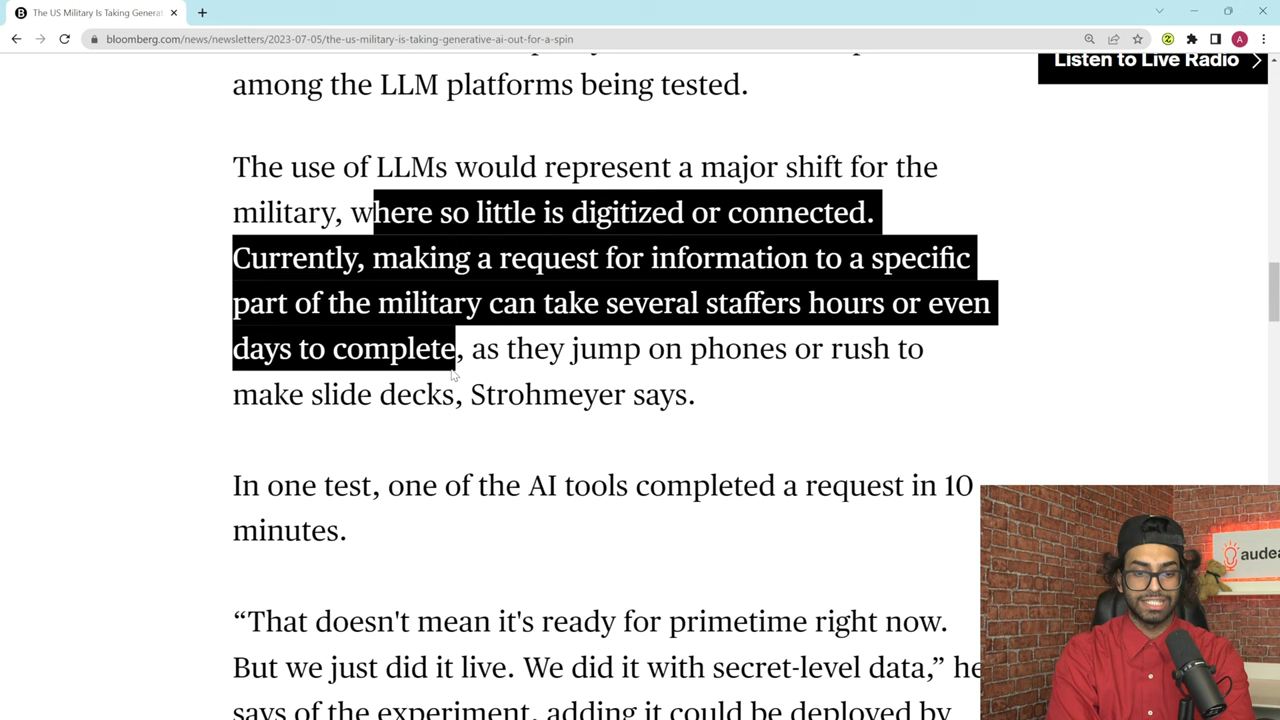 The US Military Is Taking Generat
bloomberg.com/news/newsletters/2023-07-05/the-us-military-is-taking-generative-ai-out-for-a-spin
A
Listen to Live Radio
among the LLM platforms being tested.
The use of LLMs would represent a major shift for the
military, where so little is digitized or connected.
Currently, making a request for information to a specific
part of the military can take several staffers hours or even
days to complete, as they jump on phones or rush to
make slide decks, Strohmeyer says.
In one test, one of the AI tools completed a request in 10
minutes.
“That doesn't mean it's ready for primetime right now.
But we just did it live. We did it with secret-level data,” he
says of the experiment, adding it could be deployed by
audea